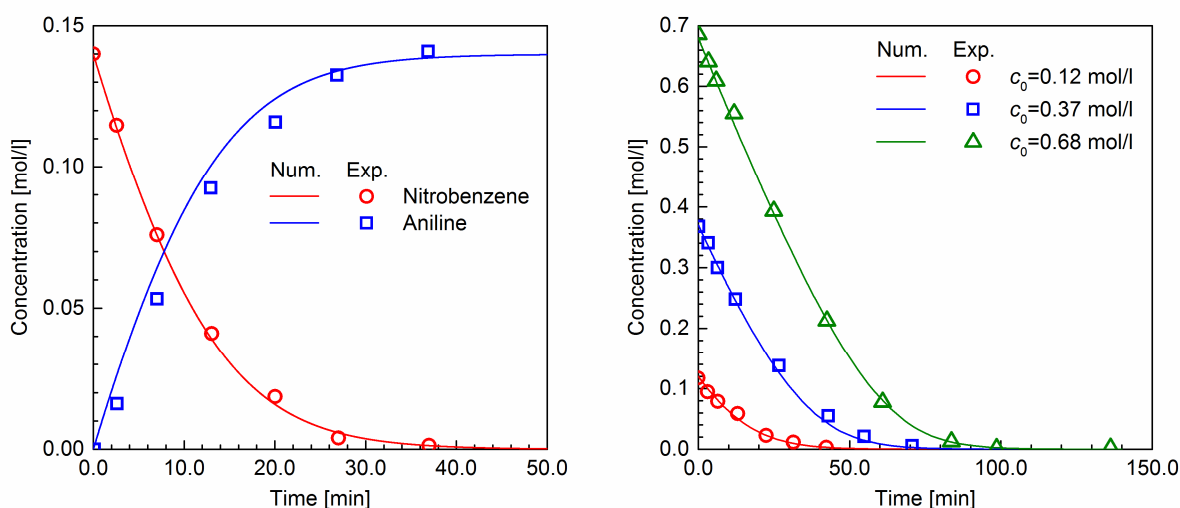 0.15
0.10
0.05
0.00
Concentration [mol/l]
0.0 10.0 20.0 30.0 40.0 50.0
Time [min]
Num. Exp.
Nitrobenzene
Aniline
0.7
0.6
0.5
0.4
0.3
0.2
0.1
0.0
Concentration [mol/l]
0.0 50.0 100.0 150.0
Time [min]
Num. Exp.
c₀=0.12 mol/l
c₀=0.37 mol/l
c₀=0.68 mol/l